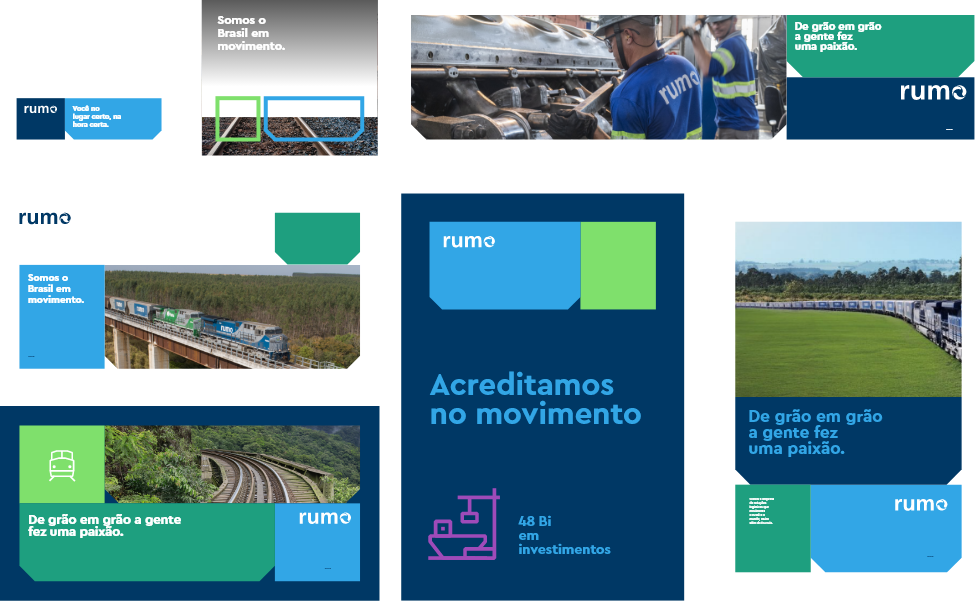 rumo
Você no
lugar certo, na
hora certa.
Somos o
Brasil em
movimento.
rumo
De grão em grão
a gente fez
uma paixão.
rumo
rumo
Somos o
Brasil em
movimento.
rumo
De grão em grão a gente
fez uma paixão.
rumo
rumo
Acreditamos
no movimento
48 Bi
em
investimentos
De grão em grão
a gente fez
uma paixão.
rumo